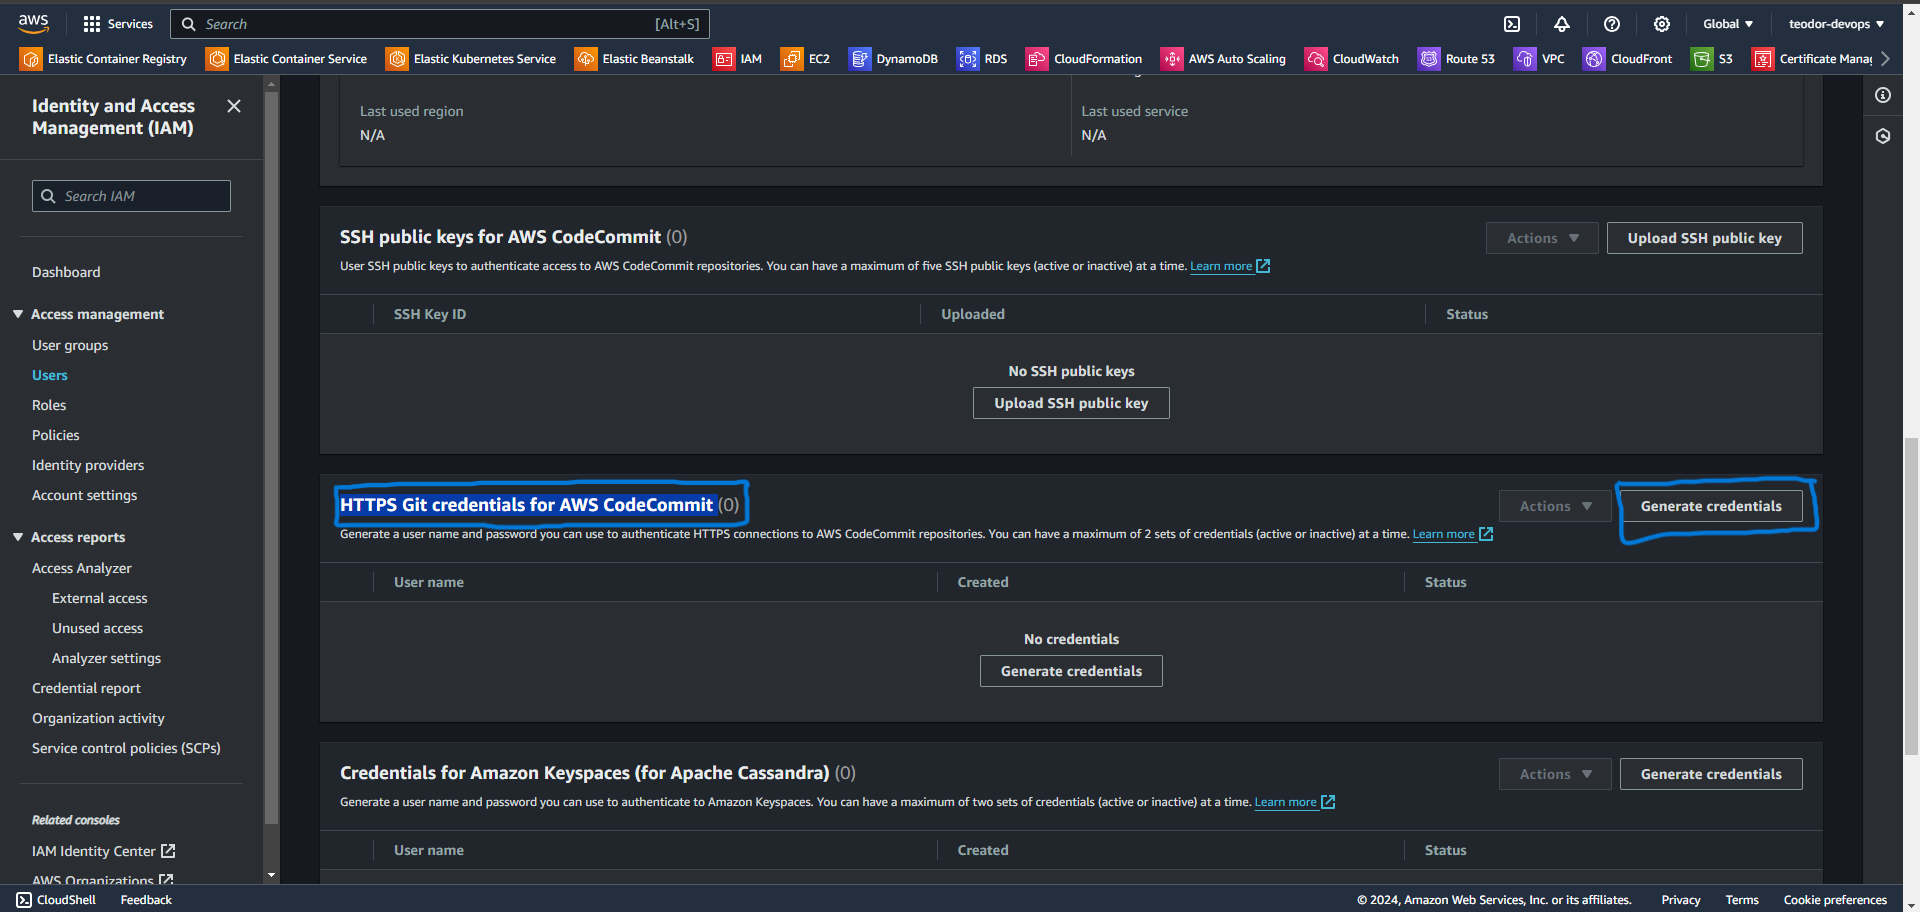 aws
Services
Search
[Alt+S]
Global ▼
teodor-devops ▼
Elastic Container Registry
Elastic Container Service
Elastic Kubernetes Service
Elastic Beanstalk
IAM
EC2
DynamoDB
RDS
CloudFormation
AWS Auto Scaling
CloudWatch
Route 53
VPC
CloudFront
S3
Certificate Manag
Identity and Access
Management (IAM)
Search IAM
Dashboard
Access management
User groups
Users
Roles
Policies
Identity providers
Account settings
Access reports
Access Analyzer
External access
Unused access
Analyzer settings
Credential report
Organization activity
Service control policies (SCPs)
Related consoles
IAM Identity Center
AWS Organizations
Last used region
N/A
Last used service
N/A
SSH public keys for AWS CodeCommit (0)
Actions ▼
Upload SSH public key
User SSH public keys to authenticate access to AWS CodeCommit repositories. You can have a maximum of five SSH public keys (active or inactive) at a time. Learn more
SSH Key ID
Uploaded
Status
No SSH public keys
Upload SSH public key
HTTPS Git credentials for AWS CodeCommit (0)
Actions ▼
Generate credentials
Generate a user name and password you can use to authenticate HTTPS connections to AWS CodeCommit repositories. You can have a maximum of 2 sets of credentials (active or inactive) at a time. Learn more
User name
Created
Status
No credentials
Generate credentials
Credentials for Amazon Keyspaces (for Apache Cassandra) (0)
Actions ▼
Generate credentials
Generate a user name and password you can use to authenticate to Amazon Keyspaces. You can have a maximum of two sets of credentials (active or inactive) at a time. Learn more
User name
Created
Status
CloudShell
Feedback
© 2024, Amazon Web Services, Inc. or its affiliates.
Privacy
Terms
Cookie preferences